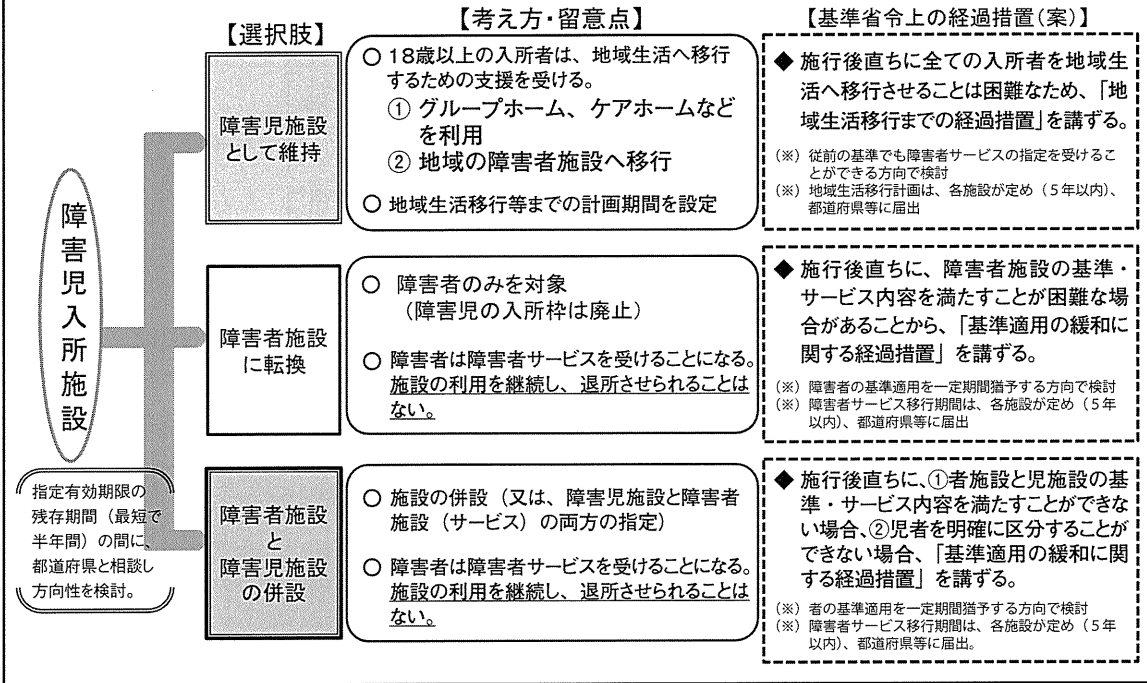 【選択肢】
【考え方・留意点】
【基準省令上の経過措置(案)】
障害児入所施設
指定有効期限の
残存期間（最短で
半年間）の間に、
都道府県と相談し
方向性を検討。
障害児施設
として維持
○ 18歳以上の入所者は、地域生活へ移行
するための支援を受ける。
① グループホーム、ケアホームなど
を利用
② 地域の障害者施設へ移行
○ 地域生活移行等までの計画期間を設定
◆ 施行後直ちに全ての入所者を地域生
活へ移行させることは困難なため、「地
域生活移行までの経過措置」を講ずる。
(※) 従前の基準でも障害者サービスの指定を受けるこ
とができる方向で検討
(※) 地域生活移行計画は、各施設が定め（５年以内）、
都道府県等に届出
障害者施設
に転換
○ 障害者のみを対象
（障害児の入所枠は廃止）
○ 障害者は障害者サービスを受けることになる。
施設の利用を継続し、退所させられることは
ない。
◆ 施行後直ちに、障害者施設の基準・
サービス内容を満たすことが困難な場
合があることから、「基準適用の緩和に
関する経過措置」を講ずる。
(※) 障害者の基準適用を一定期間猶予する方向で検討
(※) 障害者サービス移行期間は、各施設が定め（５年
以内）、都道府県等に届出
障害者施設
と
障害児施設
の併設
○ 施設の併設（又は、障害児施設と障害者
施設（サービス）の両方の指定）
○ 障害者は障害者サービスを受けることになる。
施設の利用を継続し、退所させられることは
ない。
◆ 施行後直ちに、①者施設と児施設の基
準・サービス内容を満たすことができな
い場合、②児者を明確に区分することが
できない場合、「基準適用の緩和に関
する経過措置」を講ずる。
(※) 者の基準適用を一定期間猶予する方向で検討
(※) 障害者サービス移行期間は、各施設が定め（５年
以内）、都道府県等に届出。